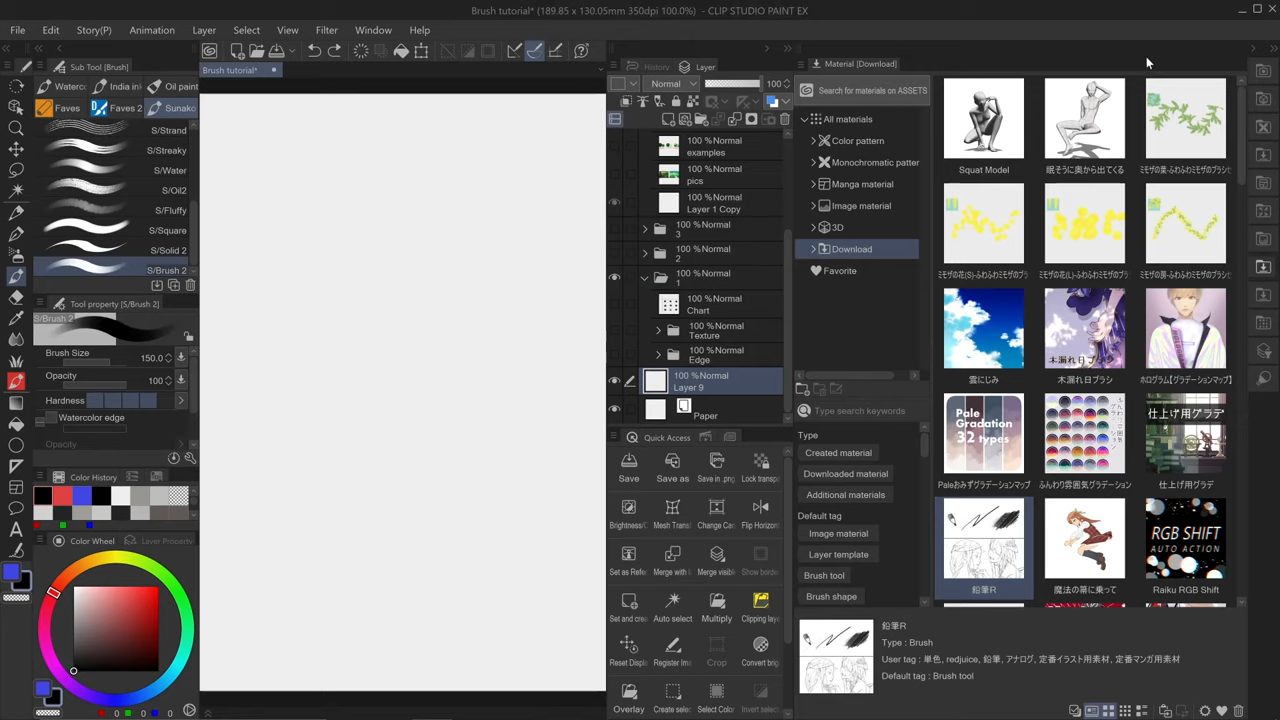 Brush tutorial* (189.85 x 130.05mm 350dpi 100.0%) - CLIP STUDIO PAINT EX
File Edit Story(P) Animation Layer Select View Filter Window Help
Sub Tool [Brush]
Waterc India in Oil paint
Faves Faves 2 Sunako
S/Strand
S/Streaky
S/Water
S/Oil2
S/Fluffy
S/Square
S/Solid 2
S/Brush 2
Tool property [S/Brush 2]
S/Brush 2
Brush Size 150.0
Opacity 100
Hardness
Watercolor edge
Opacity
Color History
Color Wheel Layer Property
0 0 0
Brush tutorial*
History Layer
Normal 100
100 %Normal
examples
100 %Normal
pics
100 %Normal
Layer 1 Copy
100 %Normal
3
100 %Normal
2
100 %Normal
1
100 %Normal
Chart
100 %Normal
Texture
100 %Normal
Edge
100 %Normal
Layer 9
Paper
Quick Access
Save Save as Save in .png Lock transp
Brightness/C Mesh Trans Change Ca Flip Horizon
Set as Refe Merge with l Merge visibl Show borde
Set and cre Auto select Multiply Clipping laye
Reset Displa Register Ima Crop Convert brig
Overlay Create selec Select Color Invert select
Material [Download]
Search for materials on ASSETS
All materials
Color pattern
Monochromatic patter
Manga material
Image material
3D
Download
Favorite
Type search keywords
Type
Created material
Downloaded material
Additional materials
Default tag
Image material
Layer template
Brush tool
Brush shape
Squat Model 眠そうに奥から出てくる ミモザの葉-ふわふわミモザのブラシセ
ミモザの花(S)-ふわふわミモザのブラ ミモザの花(L)-ふわふわミモザのブラシ ミモザの房-ふわふわミモザのブラシセ
木漏れ日ブラシ
雲にじみ 木漏れ日ブラシ ホログラム【グラデーションマップ】
Pale
Gradation
32 types
仕上げ用グラデ
Paleおみずグラデーションマップ ふんわり雰囲気グラデーション 仕上げ用グラデ
RGB SHIFT
AUTO ACTION
鉛筆R 魔法の箒に乗って Raiku RGB Shift
鉛筆R
Type : Brush
User tag : 単色, redjuice, 鉛筆, アナログ, 定番イラスト用素材, 定番マンガ用素材
Default tag : Brush tool